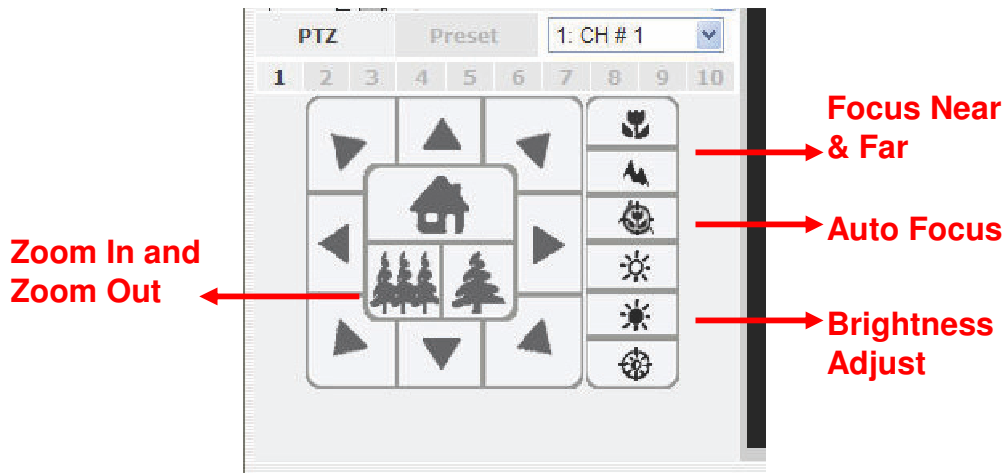 PTZ Preset 1: CH # 1
1 2 3 4 5 6 7 8 9 10
Focus Near
& Far
Auto Focus
Zoom In and
Zoom Out
Brightness
Adjust